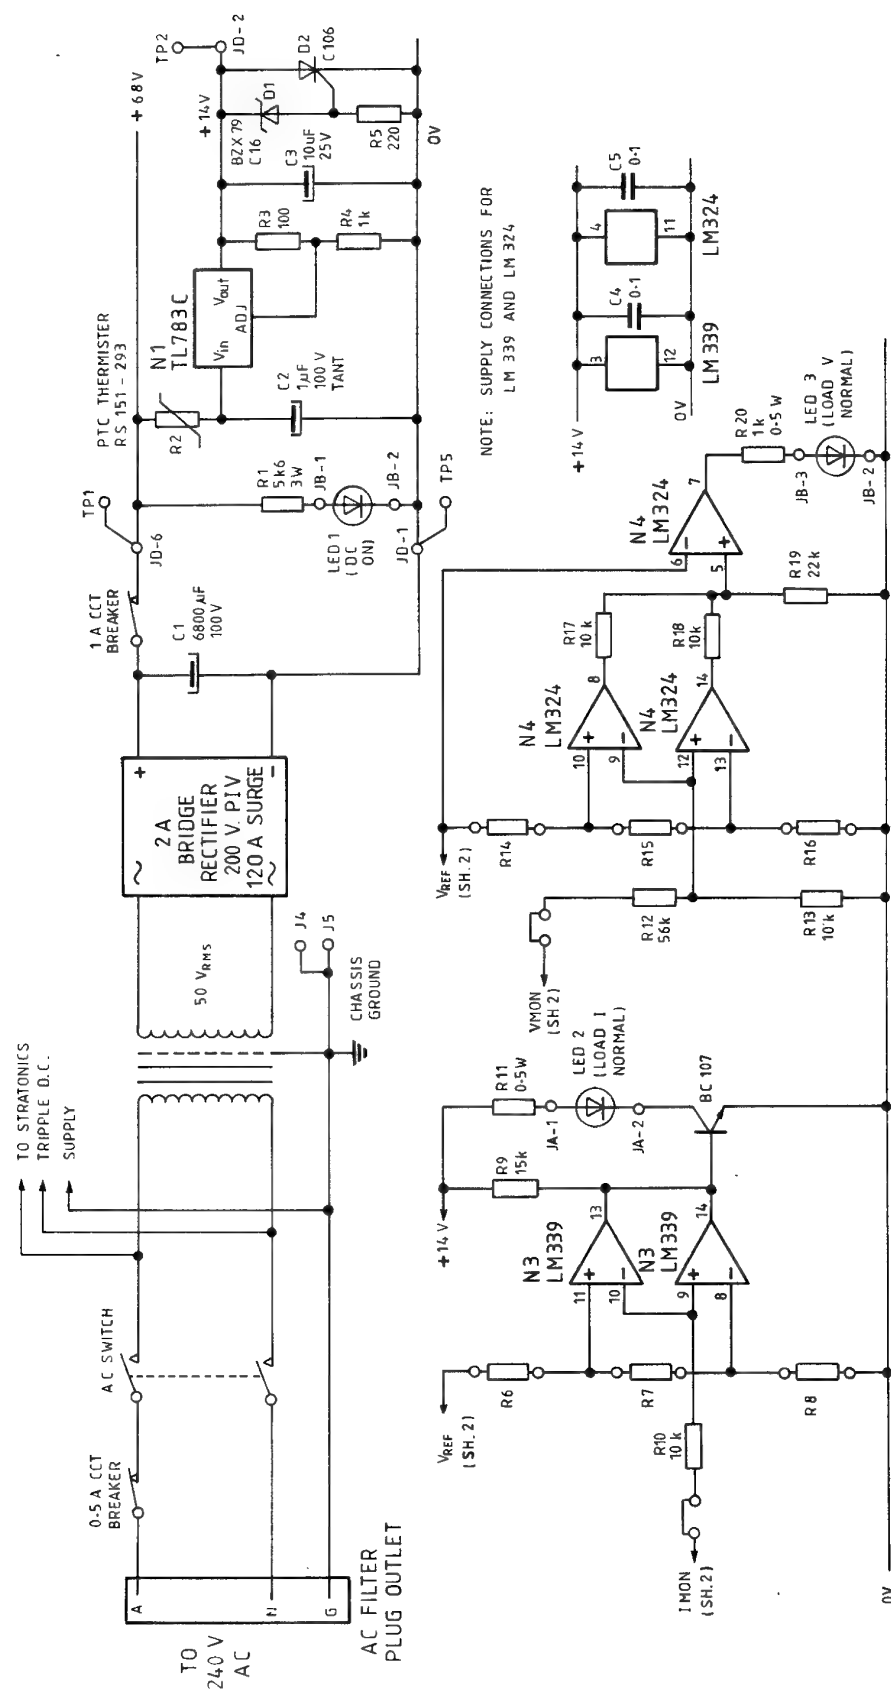 TO
240 V
AC
A
N
G
AC FILTER
PLUG OUTLET
0-5 A CCT
BREAKER
AC SWITCH
TO STRATONICS
TRIPPLE D.C.
SUPPLY
50 VRMS
J4
J5
CHASSIS
GROUND
2 A
BRIDGE
RECTIFIER
200 V. PIV
120 A SURGE
+
−
~
~
C1
6800 µF
100 V
1 A CCT
BREAKER
TP1
JD-6
R1
5k6
3W
JB-1
LED 1
(DC
ON)
JB-2
JD-1
TP5
PTC THERMISTER
RS 151 - 293
R2
N1
TL783C
Vin
Vout
ADJ
C2
1µF
100 V
TANT
R3
100
R4
1k
C3
10uF
25V
+68V
+14V
BZX 79
C16
D1
D2
C106
R5
220
0V
TP2
JD-2
NOTE: SUPPLY CONNECTIONS FOR
LM 339 AND LM 324
+14V
0V
3
12
LM339
C4
0-1
4
11
LM324
C5
0-1
I MON
(SH.2)
R10
10 k
VREF
(SH.2)
R6
R7
R8
11
10
9
8
+
−
+
−
N3
LM339
N3
LM339
13
14
+14 V
R9
15k
R11
0-5W
JA-1
LED 2
(LOAD I
NORMAL)
JA-2
BC 107
VMON
(SH 2)
R12
56k
R13
10k
VREF
(SH.2)
R14
R15
R16
10
9
12
13
+
−
+
−
N4
LM324
N4
LM324
8
14
R17
10 k
R18
10k
R19
22k
6
5
−
+
N4
LM324
7
R20
1k
0-5 W
JB-3
LED 3
(LOAD V
NORMAL)
JB-2
0V